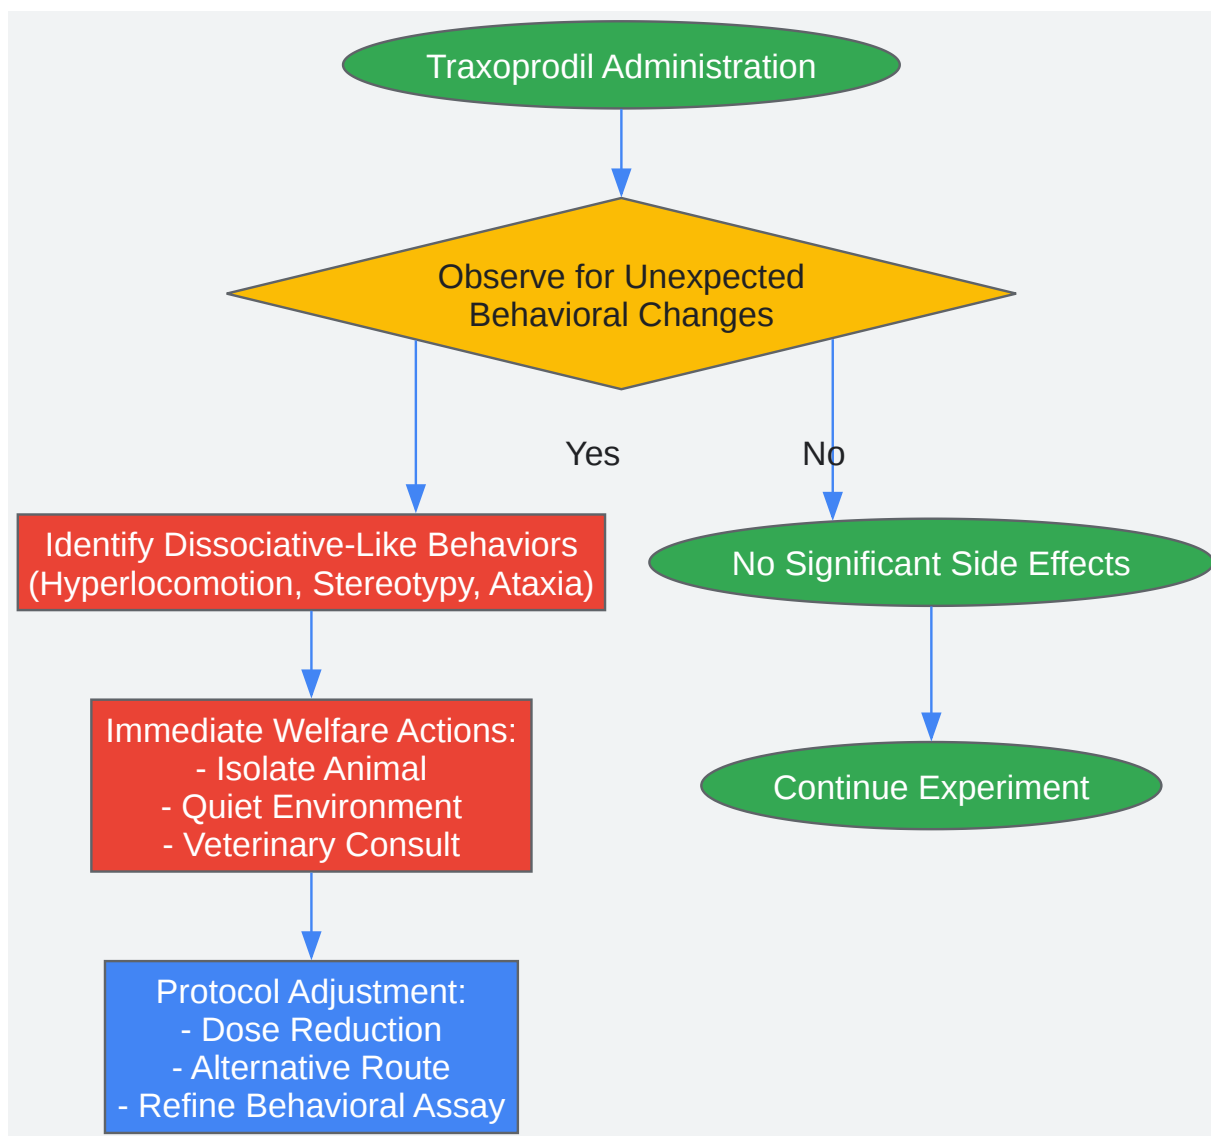 Traxoprodil Administration
Observe for Unexpected
Behavioral Changes
Yes
No
Identify Dissociative-Like Behaviors
(Hyperlocomotion, Stereotypy, Ataxia)
No Significant Side Effects
Immediate Welfare Actions:
- Isolate Animal
- Quiet Environment
- Veterinary Consult
Continue Experiment
Protocol Adjustment:
- Dose Reduction
- Alternative Route
- Refine Behavioral Assay